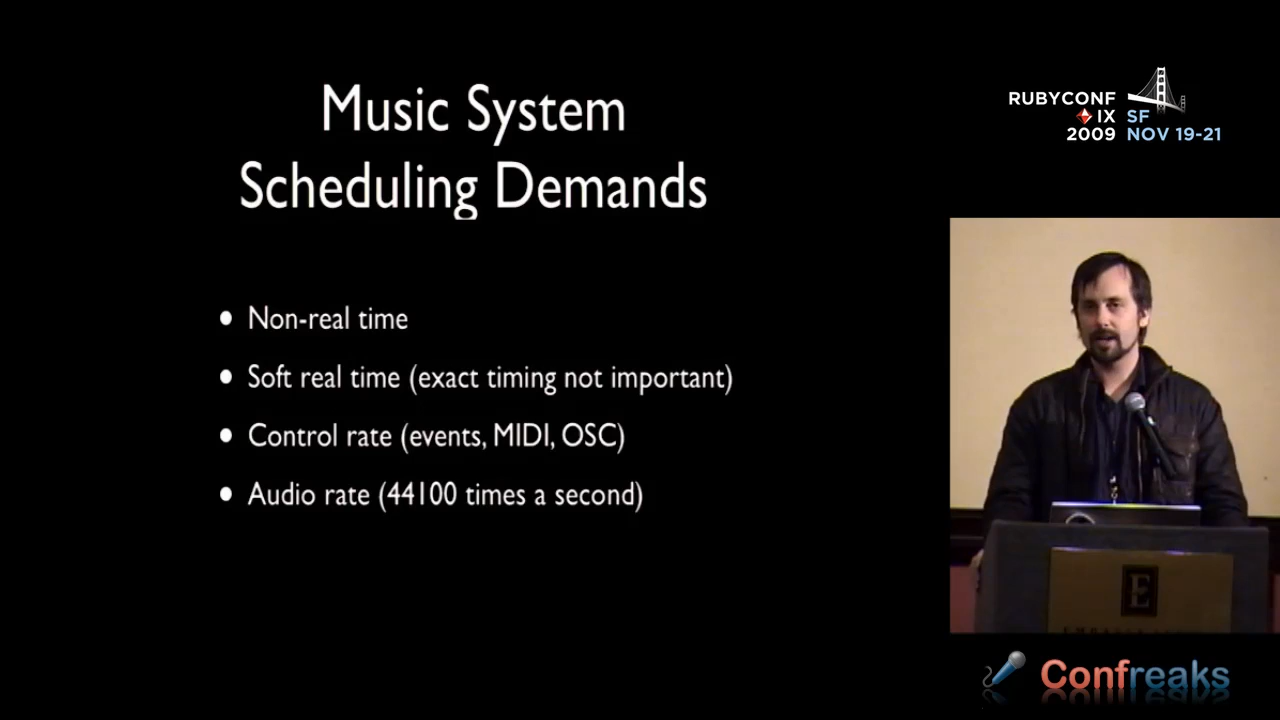 Music System
Scheduling Demands
• Non-real time
• Soft real time (exact timing not important)
• Control rate (events, MIDI, OSC)
• Audio rate (44100 times a second)
RUBYCONF
IX SF
2009 NOV 19-21
E
Confreaks